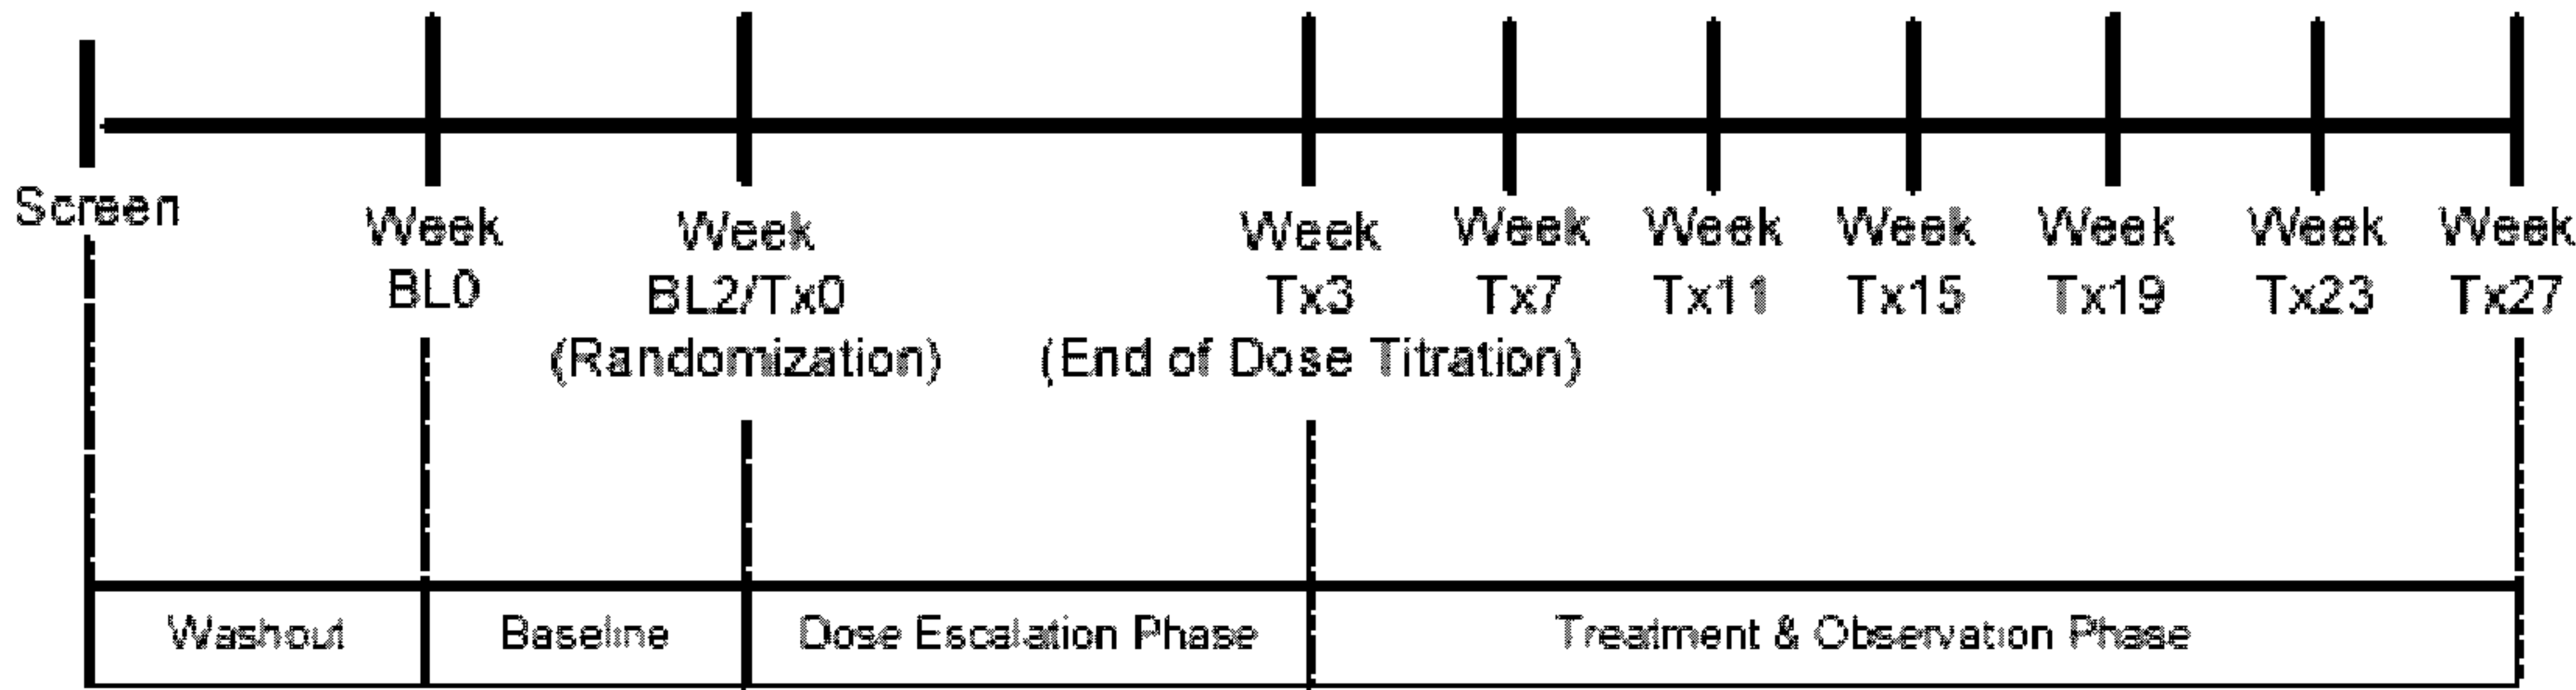 Screen
Week Week Week Week Week Week Week Week Week
BL0 BL2/Tx0 Tx3 Tx7 Tx11 Tx15 Tx19 Tx23 Tx27
(Randomization) (End of Dose Titration)
Washout Baseline Dose Escalation Phase Treatment & Observation Phase